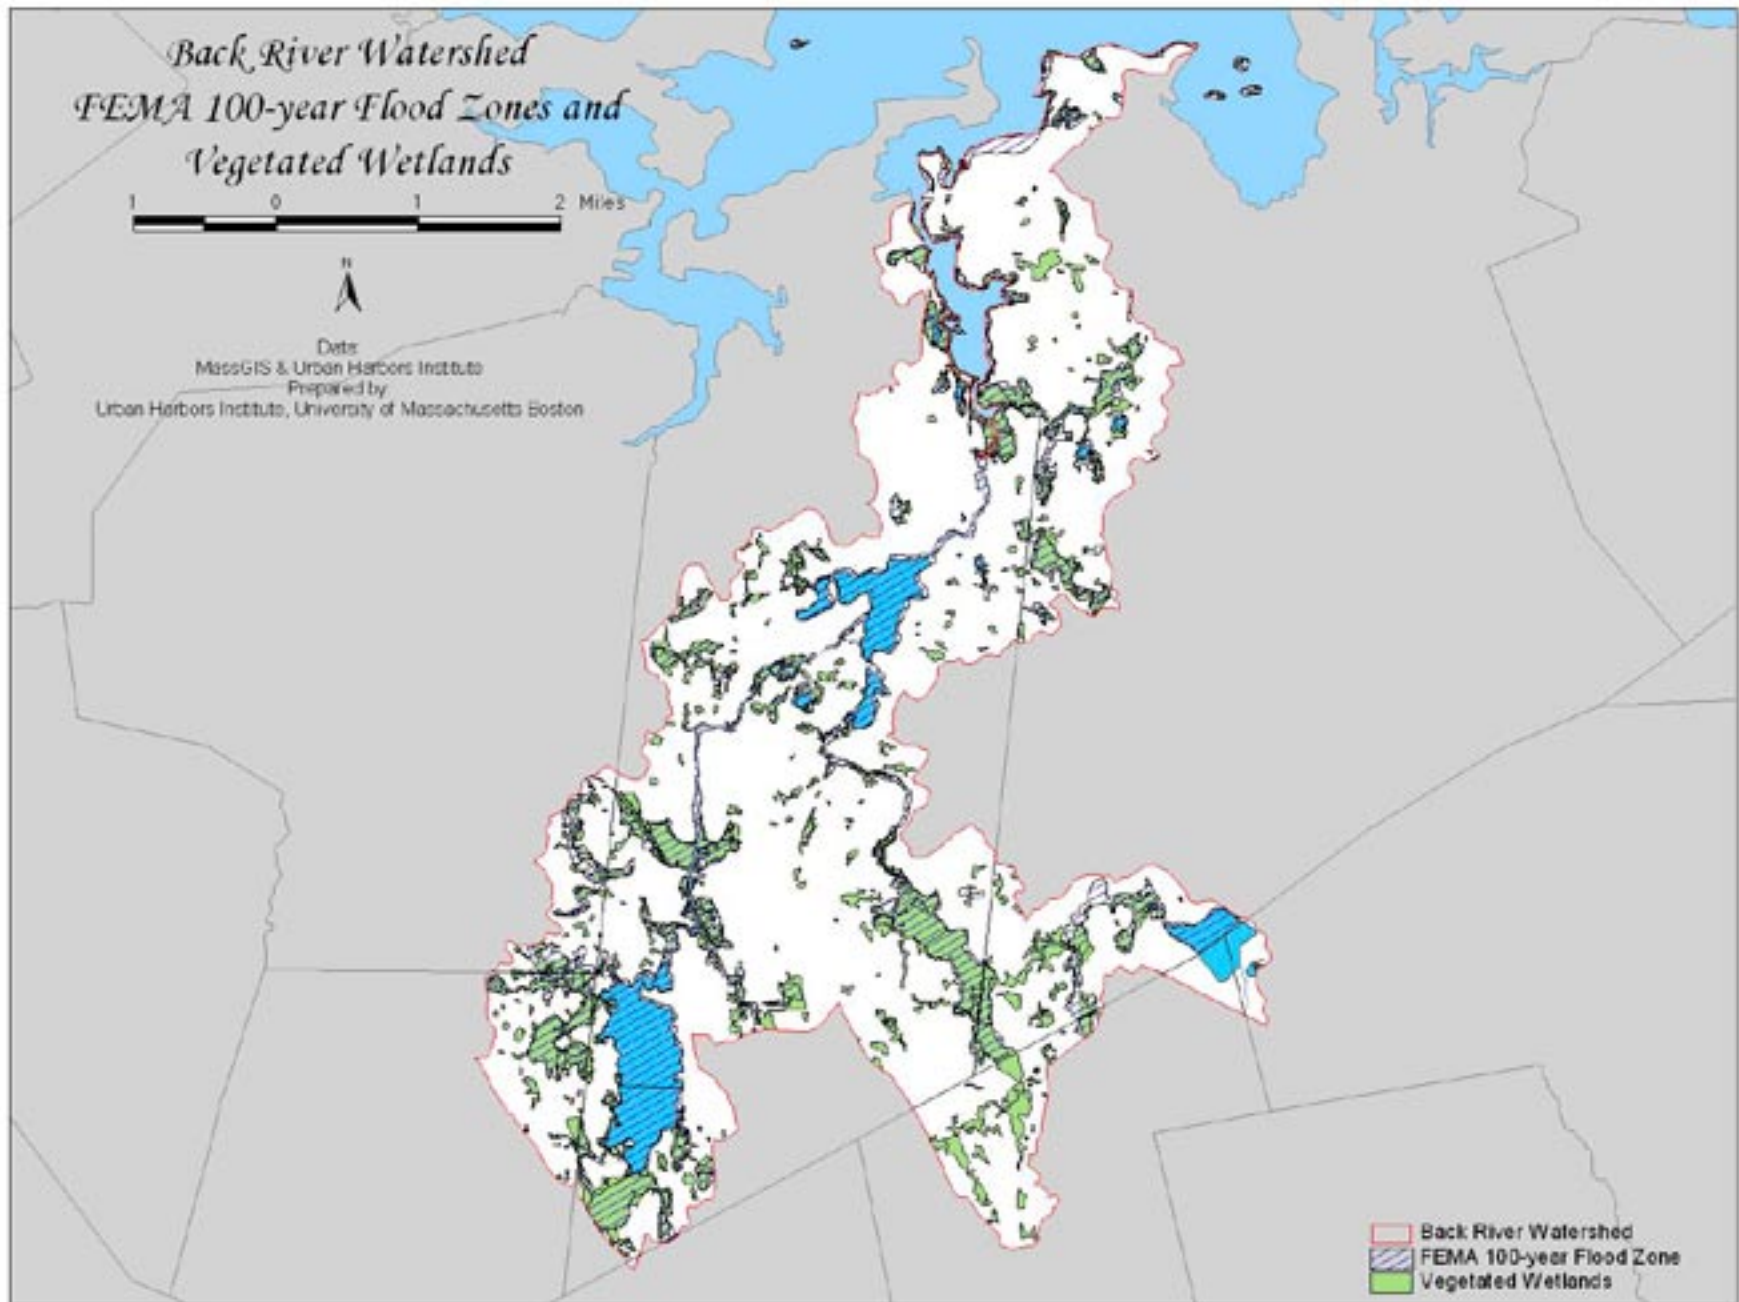 Back River Watershed
FEMA 100-year Flood Zones and
Vegetated Wetlands
1 0 1 2 Miles
N
Data:
MassGIS & Urban Harbors Institute
Prepared by:
Urban Harbors Institute, University of Massachusetts Boston
Back River Watershed
FEMA 100-year Flood Zone
Vegetated Wetlands